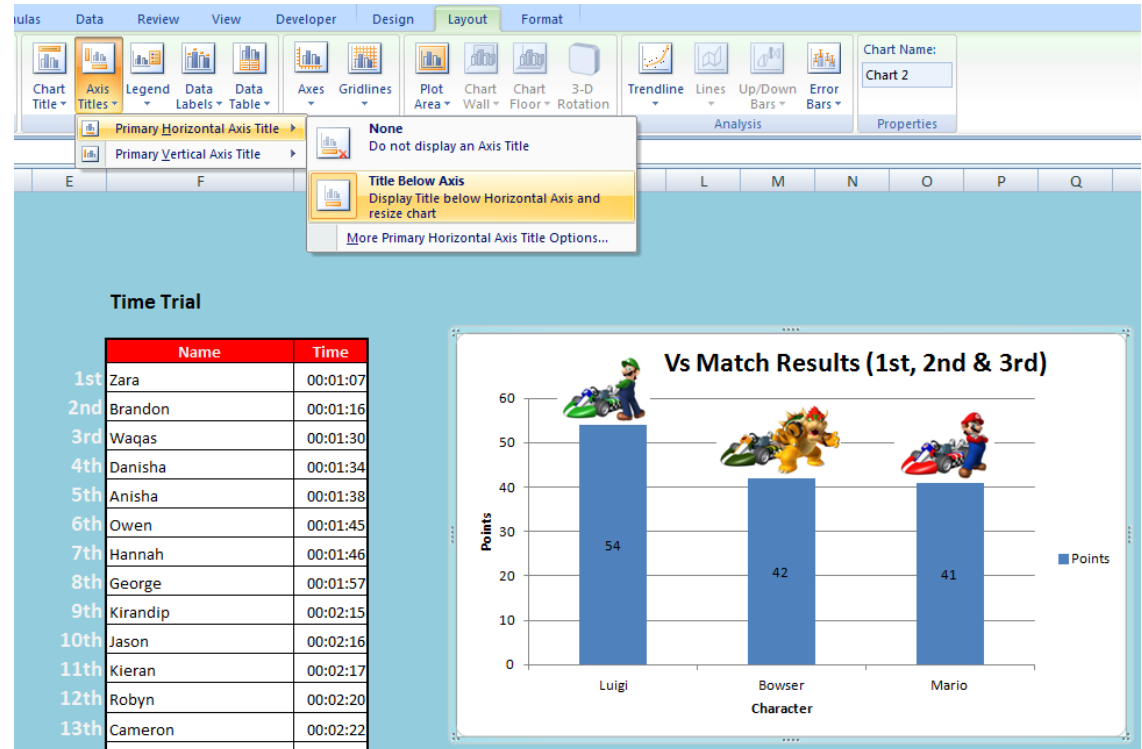 ulas Data Review View Developer Design Layout Format
Chart Title Axis Titles Legend Data Labels Data Table Axes Gridlines Plot Area Chart Wall Chart Floor 3-D Rotation Trendline Lines Up/Down Bars Error Bars
Chart Name:
Chart 2
Analysis Properties
Primary Horizontal Axis Title
Primary Vertical Axis Title
None
Do not display an Axis Title
Title Below Axis
Display Title below Horizontal Axis and
resize chart
More Primary Horizontal Axis Title Options...
E F L M N O P Q
Time Trial
Name Time
1st Zara 00:01:07
2nd Brandon 00:01:16
3rd Waqas 00:01:30
4th Danisha 00:01:34
5th Anisha 00:01:38
6th Owen 00:01:45
7th Hannah 00:01:46
8th George 00:01:57
9th Kirandip 00:02:15
10th Jason 00:02:16
11th Kieran 00:02:17
12th Robyn 00:02:20
13th Cameron 00:02:22
Vs Match Results (1st, 2nd & 3rd)
60
50
40
30
20
10
0
Points
54
42
41
Points
Luigi Bowser Mario
Character